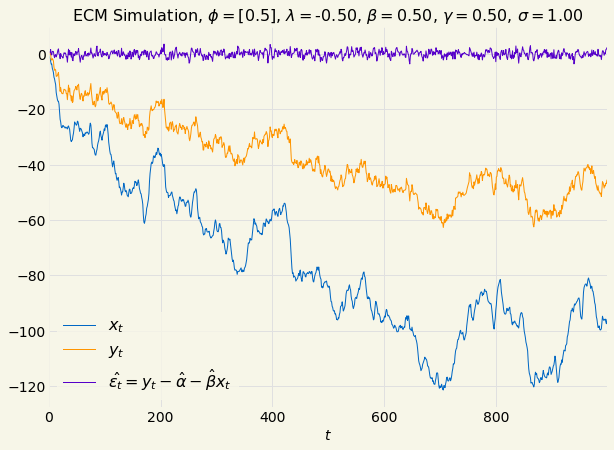 ECM Simulation, ϕ = [0.5], λ = -0.50, β = 0.50, γ = 0.50, σ = 1.00
0
−20
−40
−60
−80
−100
−120
x_t
y_t
ε̂_t = y_t − α̂ − β̂x_t
0 200 400 600 800
t